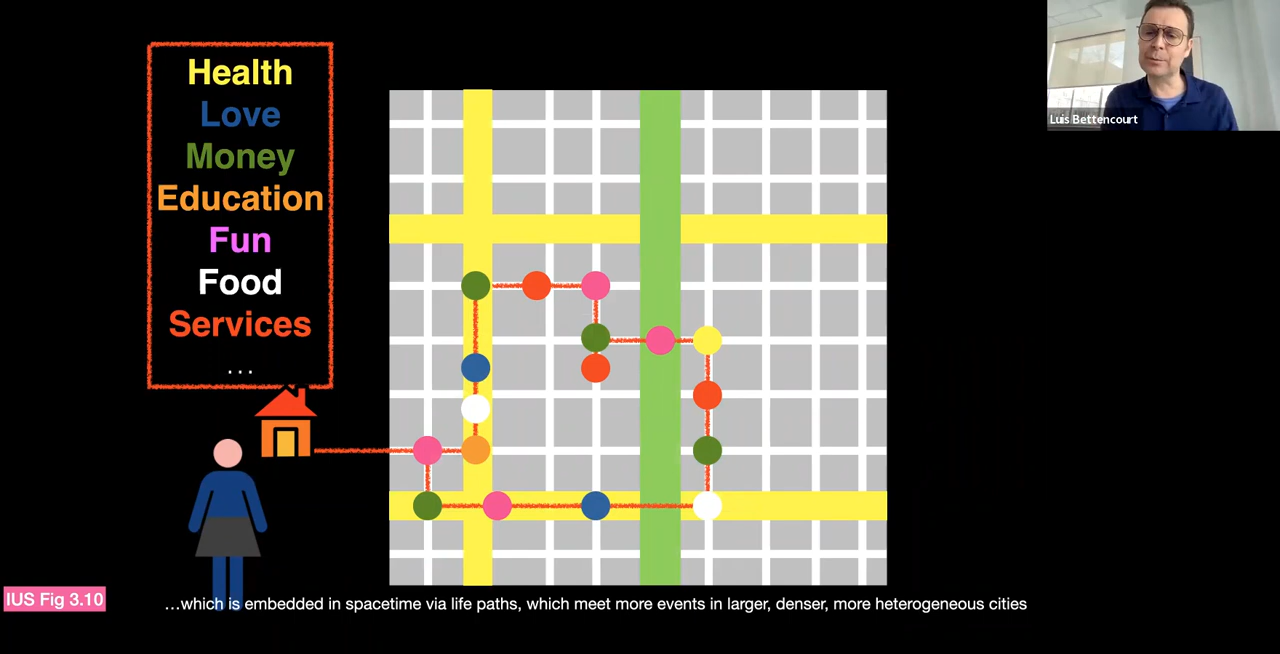 Health
Love
Money
Education
Fun
Food
Services
...
Luis Bettencourt
IUS Fig 3.10
...which is embedded in spacetime via life paths, which meet more events in larger, denser, more heterogeneous cities